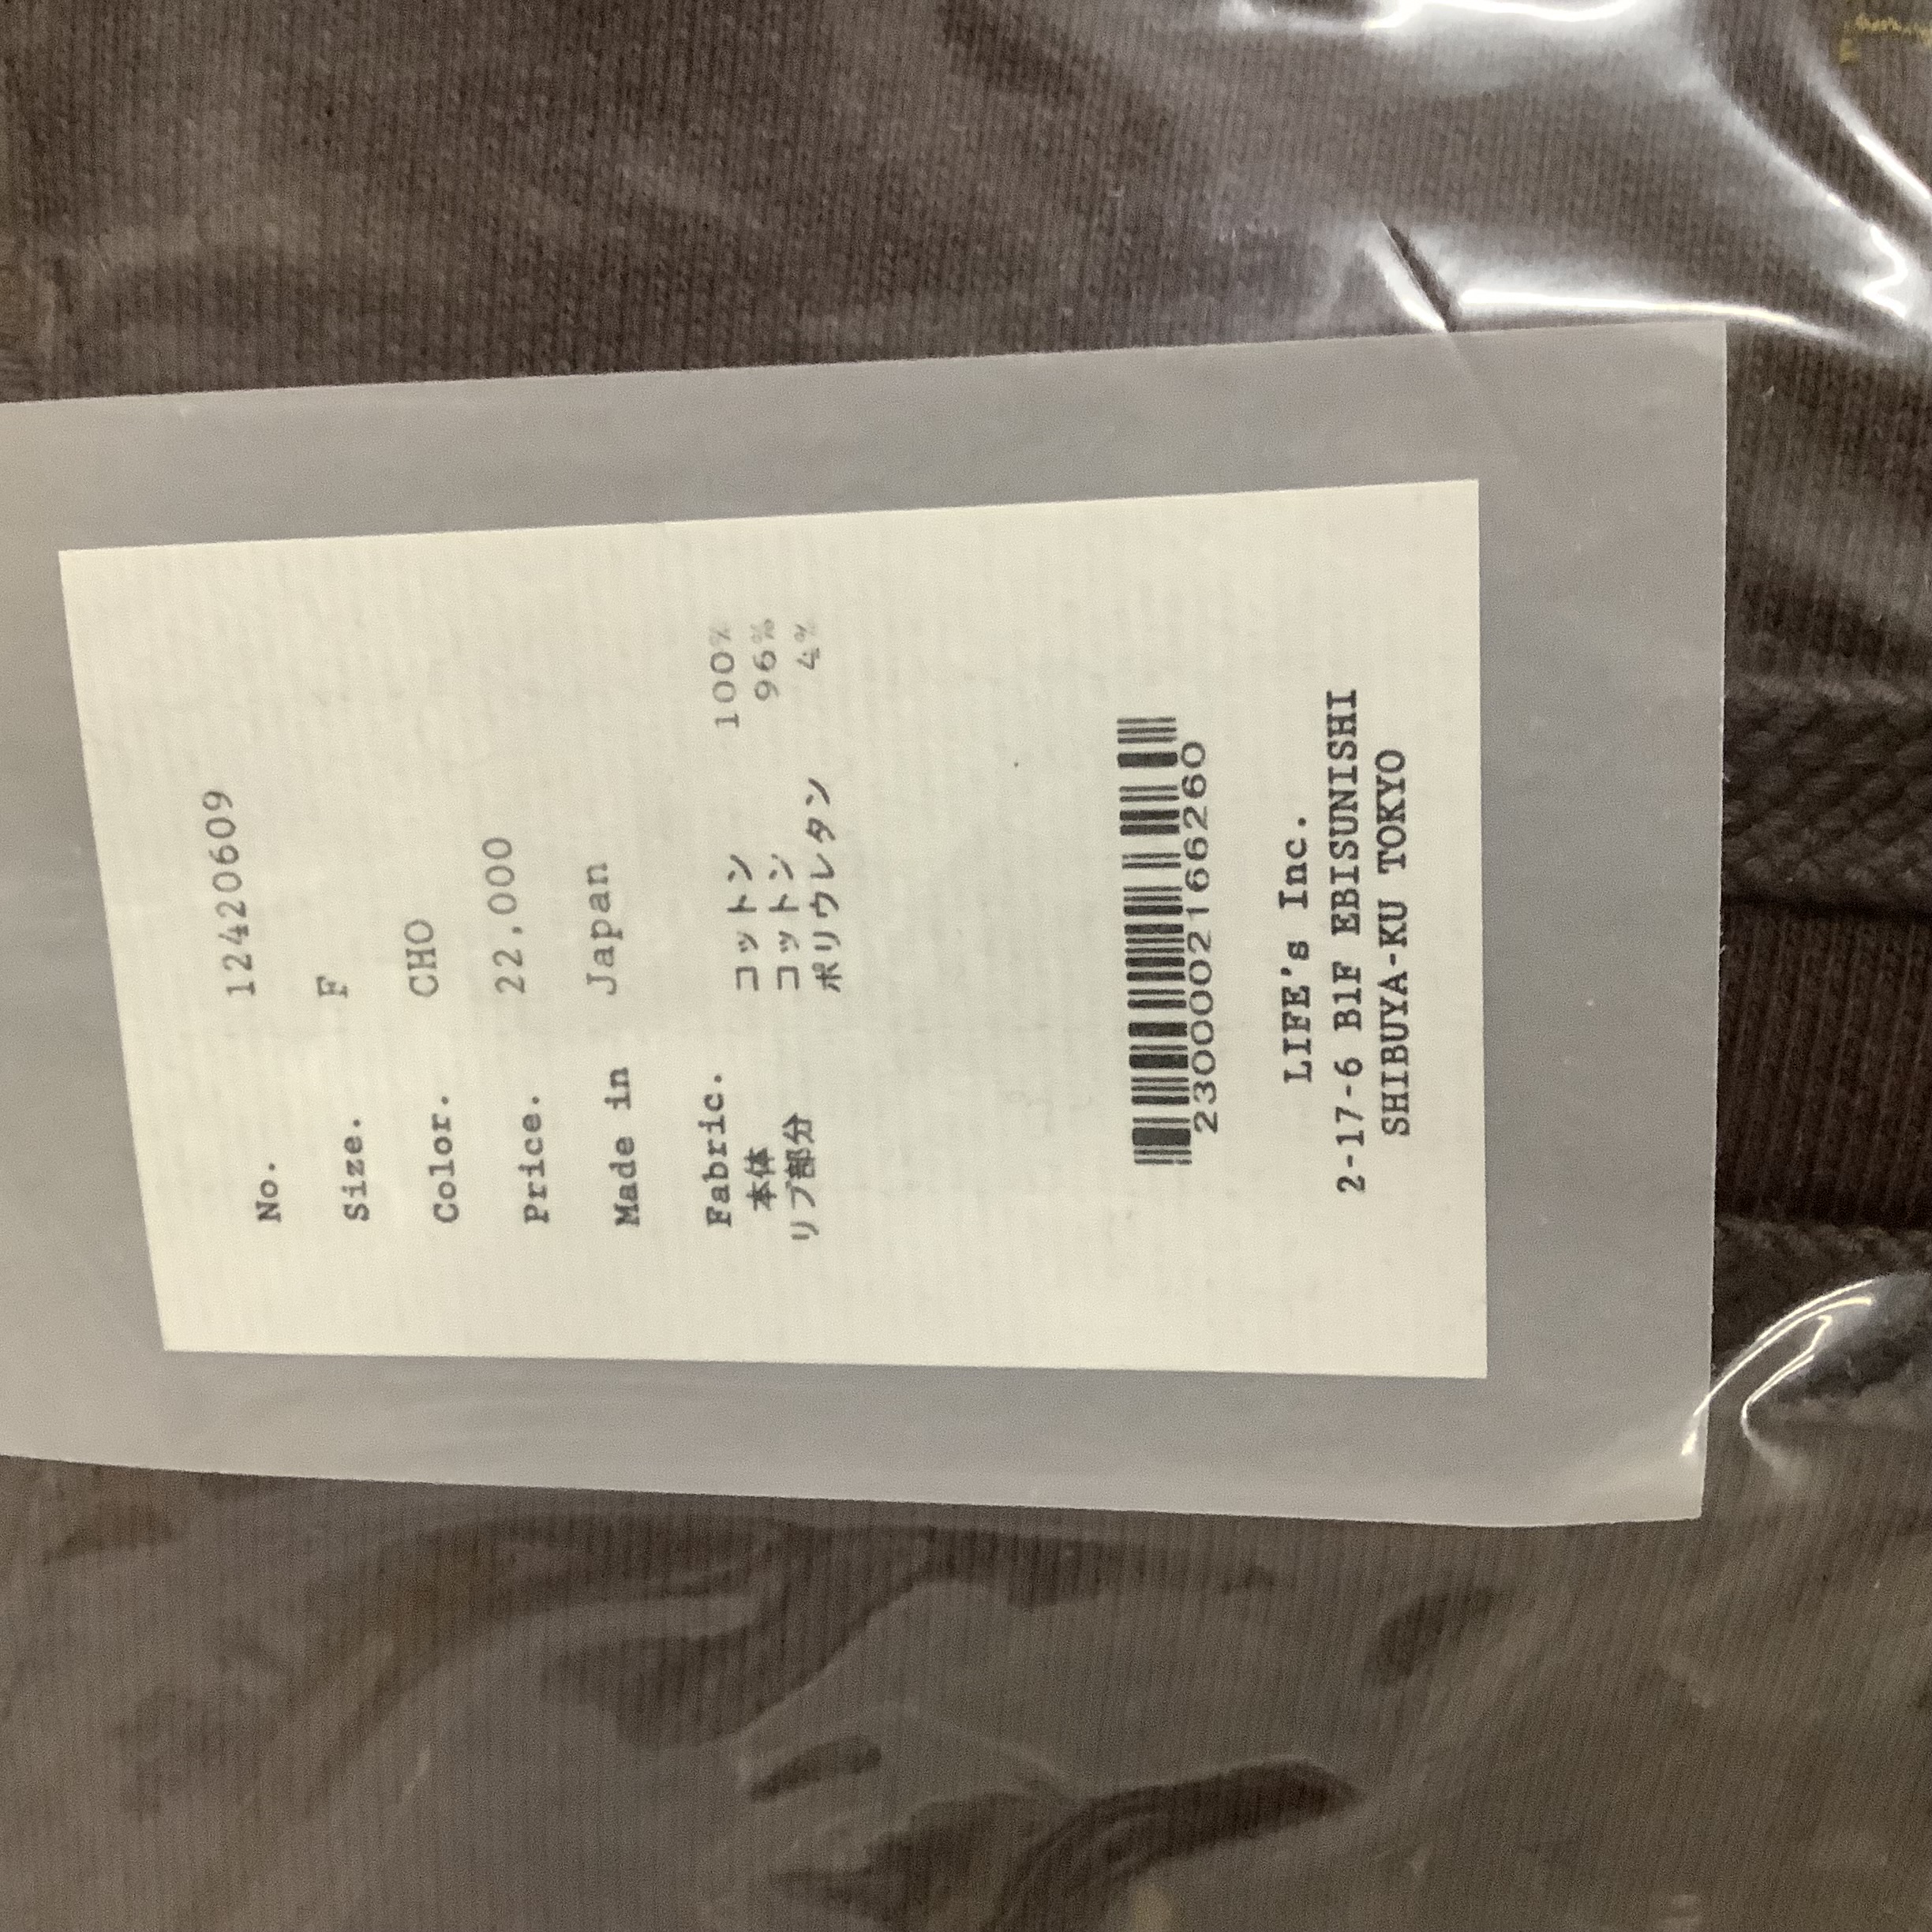 No. 12420609
Size. F
Color. CHO
Price. 22,000
Made in Japan
Fabric.
本体 コットン 100%
リブ部分 コットン 96%
ポリウレタン 4%
2300002166260
LIFE's Inc.
2-17-6 B1F EBISUNISHI
SHIBUYA-KU TOKYO